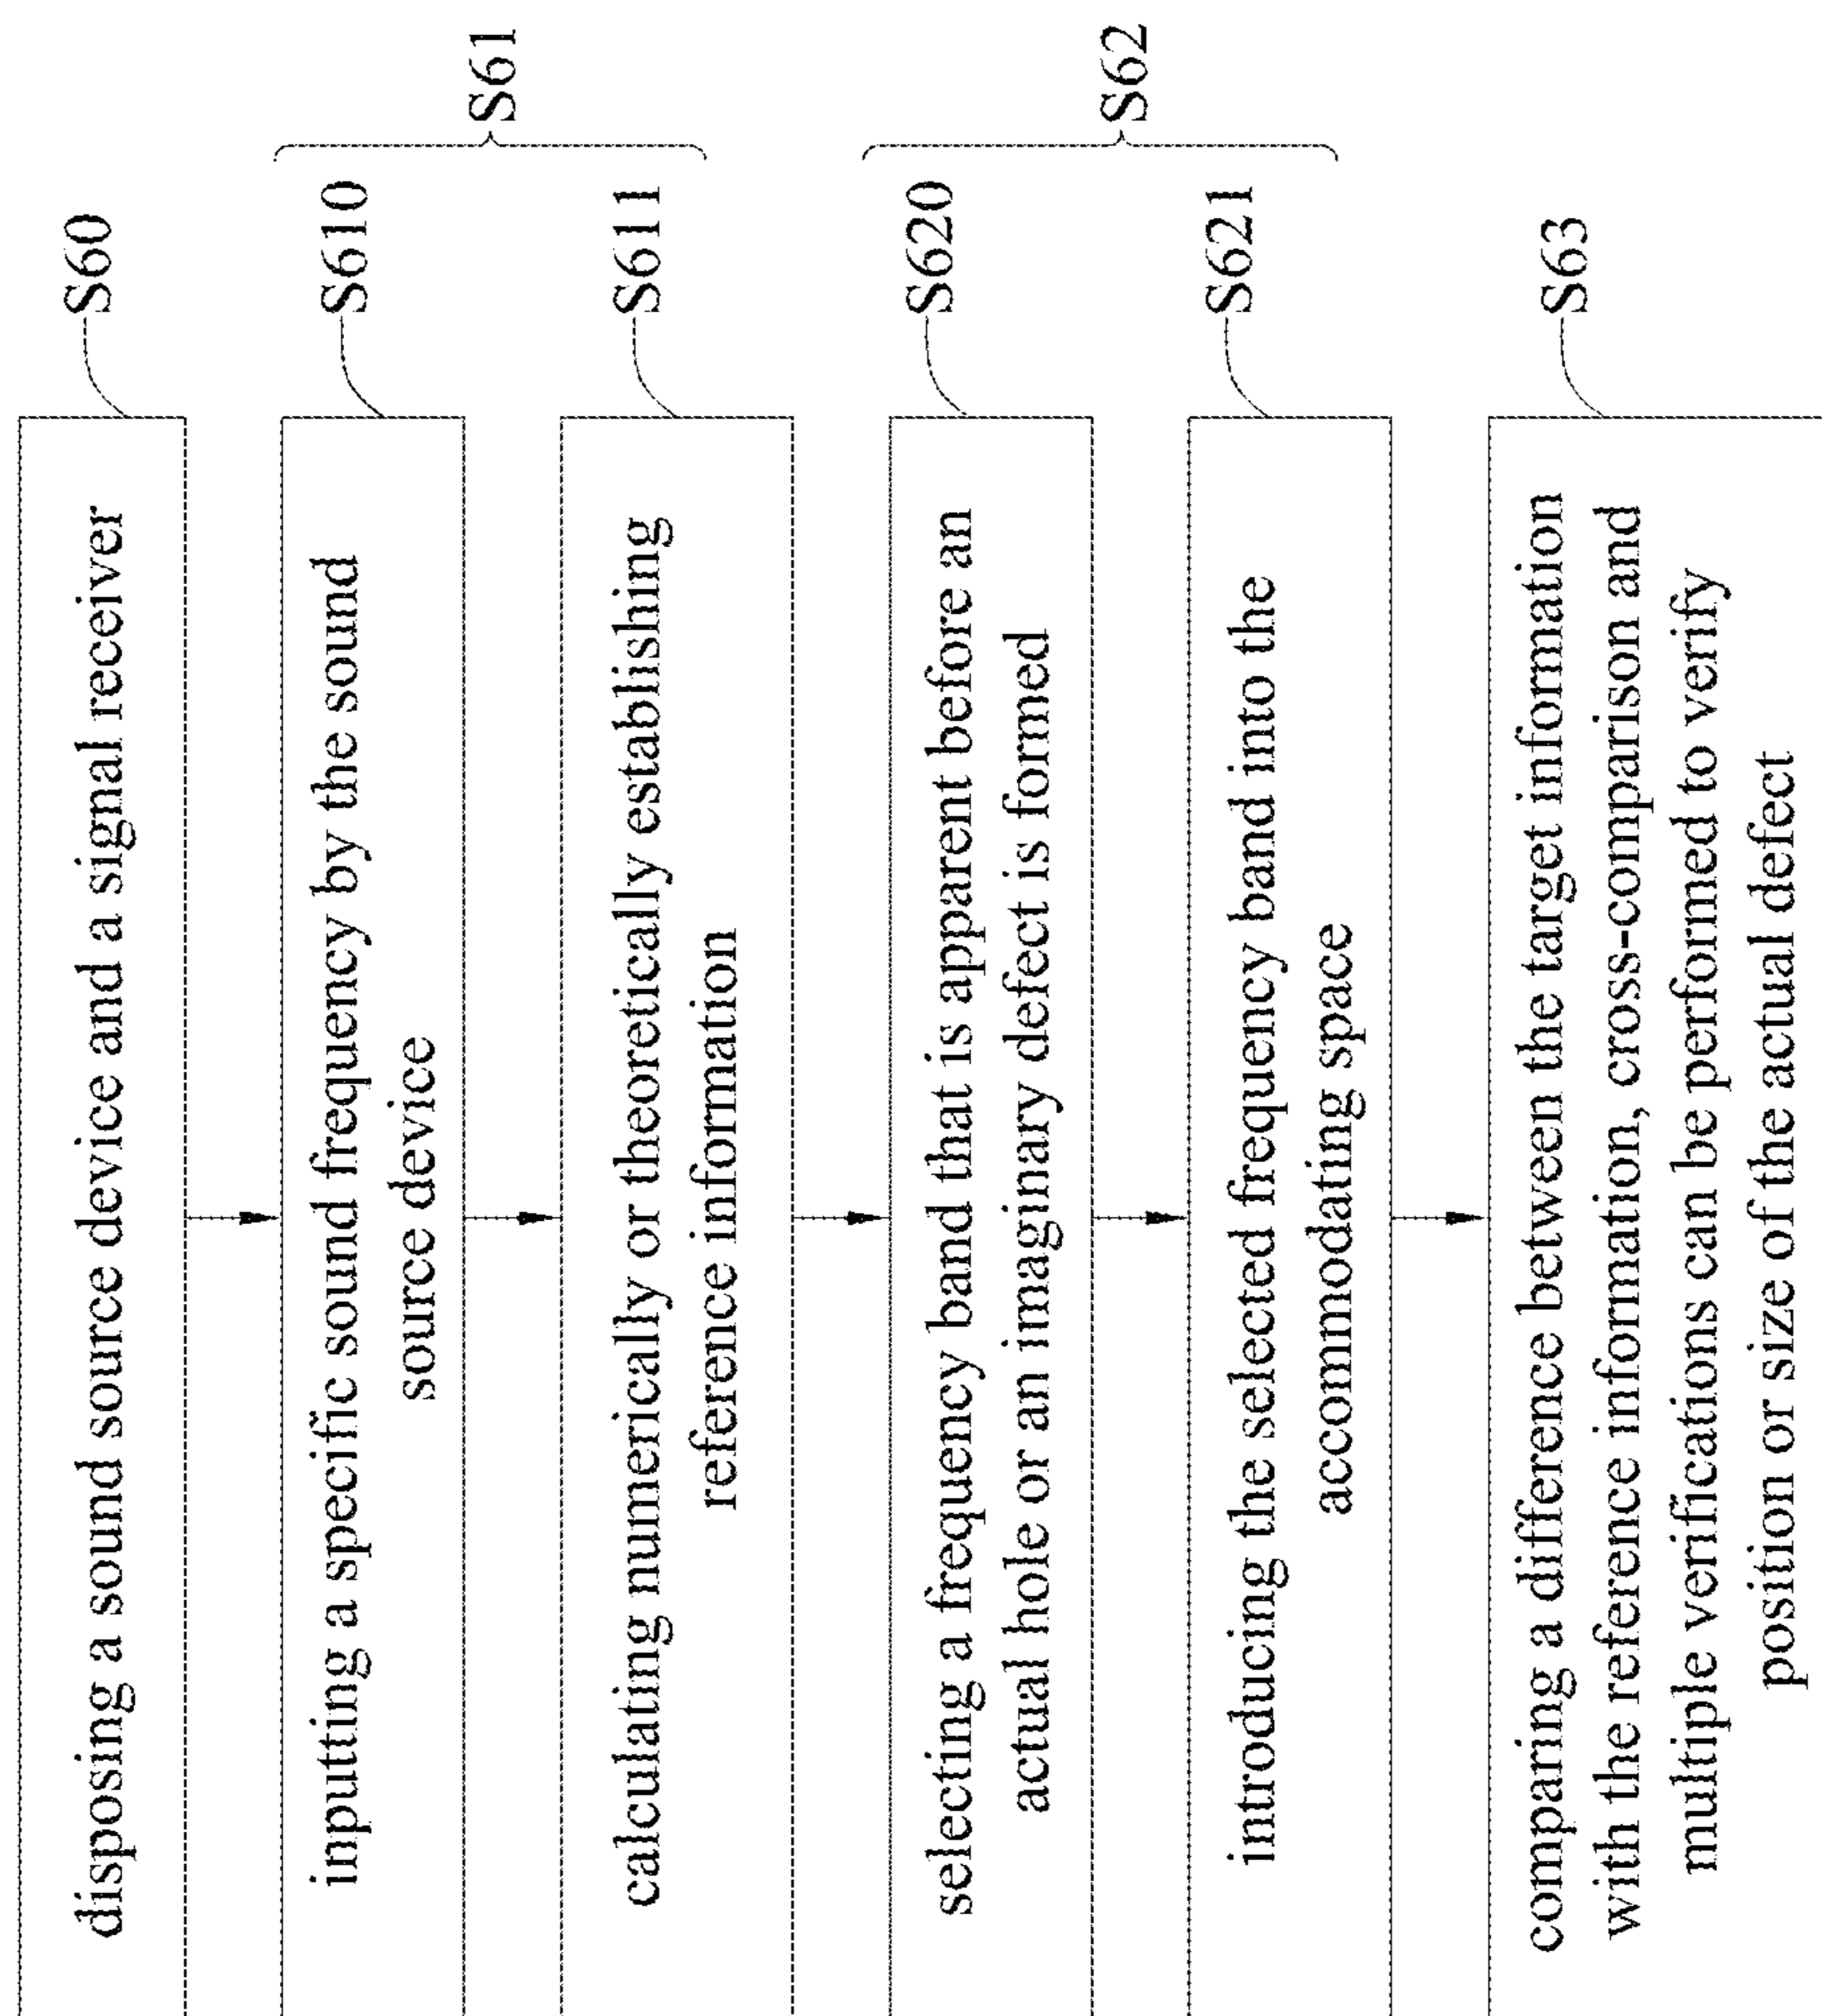 disposing a sound source device and a signal receiver
S60
inputting a specific sound frequency by the sound
source device
S610
calculating numerically or theoretically establishing
reference information
S611
S61
selecting a frequency band that is apparent before an
actual hole or an imaginary defect is formed
S620
introducing the selected frequency band into the
accommodating space
S621
S62
comparing a difference between the target information
with the reference information, cross-comparison and
multiple verifications can be performed to verify
position or size of the actual defect
S63